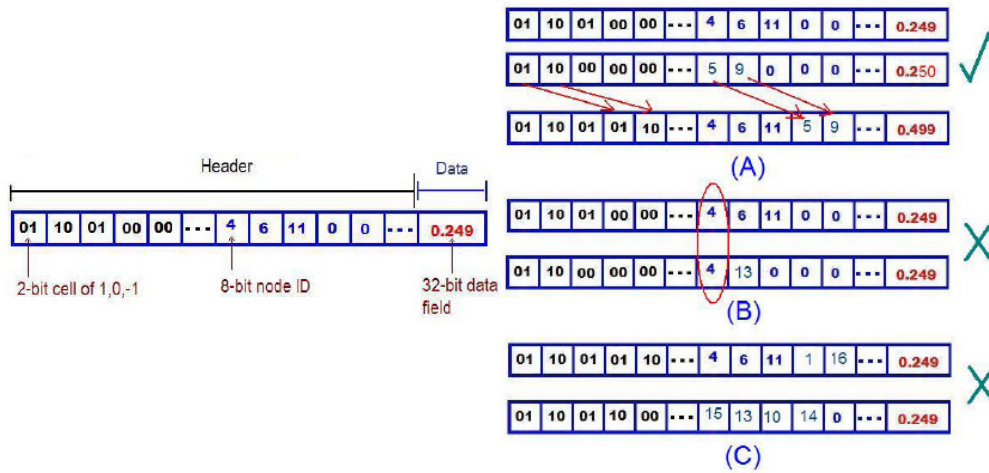 Header
Data
01 10 01 00 00 --- 4 6 11 0 0 --- 0.249
2-bit cell of 1,0,-1
8-bit node ID
32-bit data
field
01 10 01 00 00 --- 4 6 11 0 0 --- 0.249
01 10 00 00 00 --- 5 9 0 0 0 --- 0.250
01 10 01 01 10 --- 4 6 11 5 9 --- 0.499
(A)
01 10 01 00 00 --- 4 6 11 0 0 --- 0.249
01 10 00 00 00 --- 4 13 0 0 0 --- 0.249
(B)
01 10 01 01 10 --- 4 6 11 1 16 --- 0.249
01 10 01 10 00 --- 15 13 10 14 0 --- 0.249
(C)